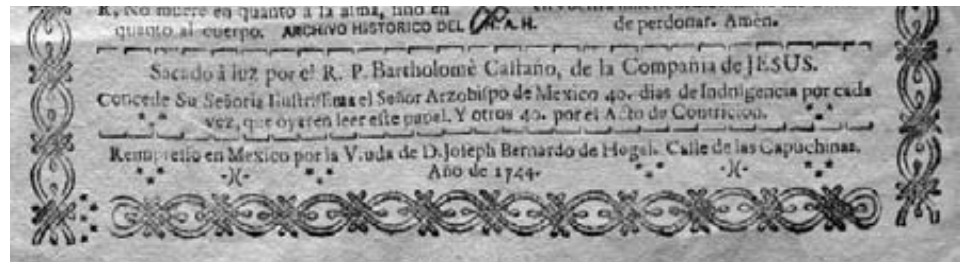 R. No muere en quanto à la alma, sino en
quanto al cuerpo. ARCHIVO HISTORICO DEL A. H.
de perdonar. Amèn.
Sacado à luz por el R. P. Bartholomè Castaño, de la Compañia de JESUS.
Concede Su Señoria Ilustrissima el Señor Arzobispo de Mexico 40. dias de Indulgencia por cada
vez, que oyeren leer este papel. Y otros 40. por el Acto de Contricion.
Reimpresso en Mexico por la Viuda de D. Joseph Bernardo de Hogal. Calle de las Capuchinas.
Año de 1744.